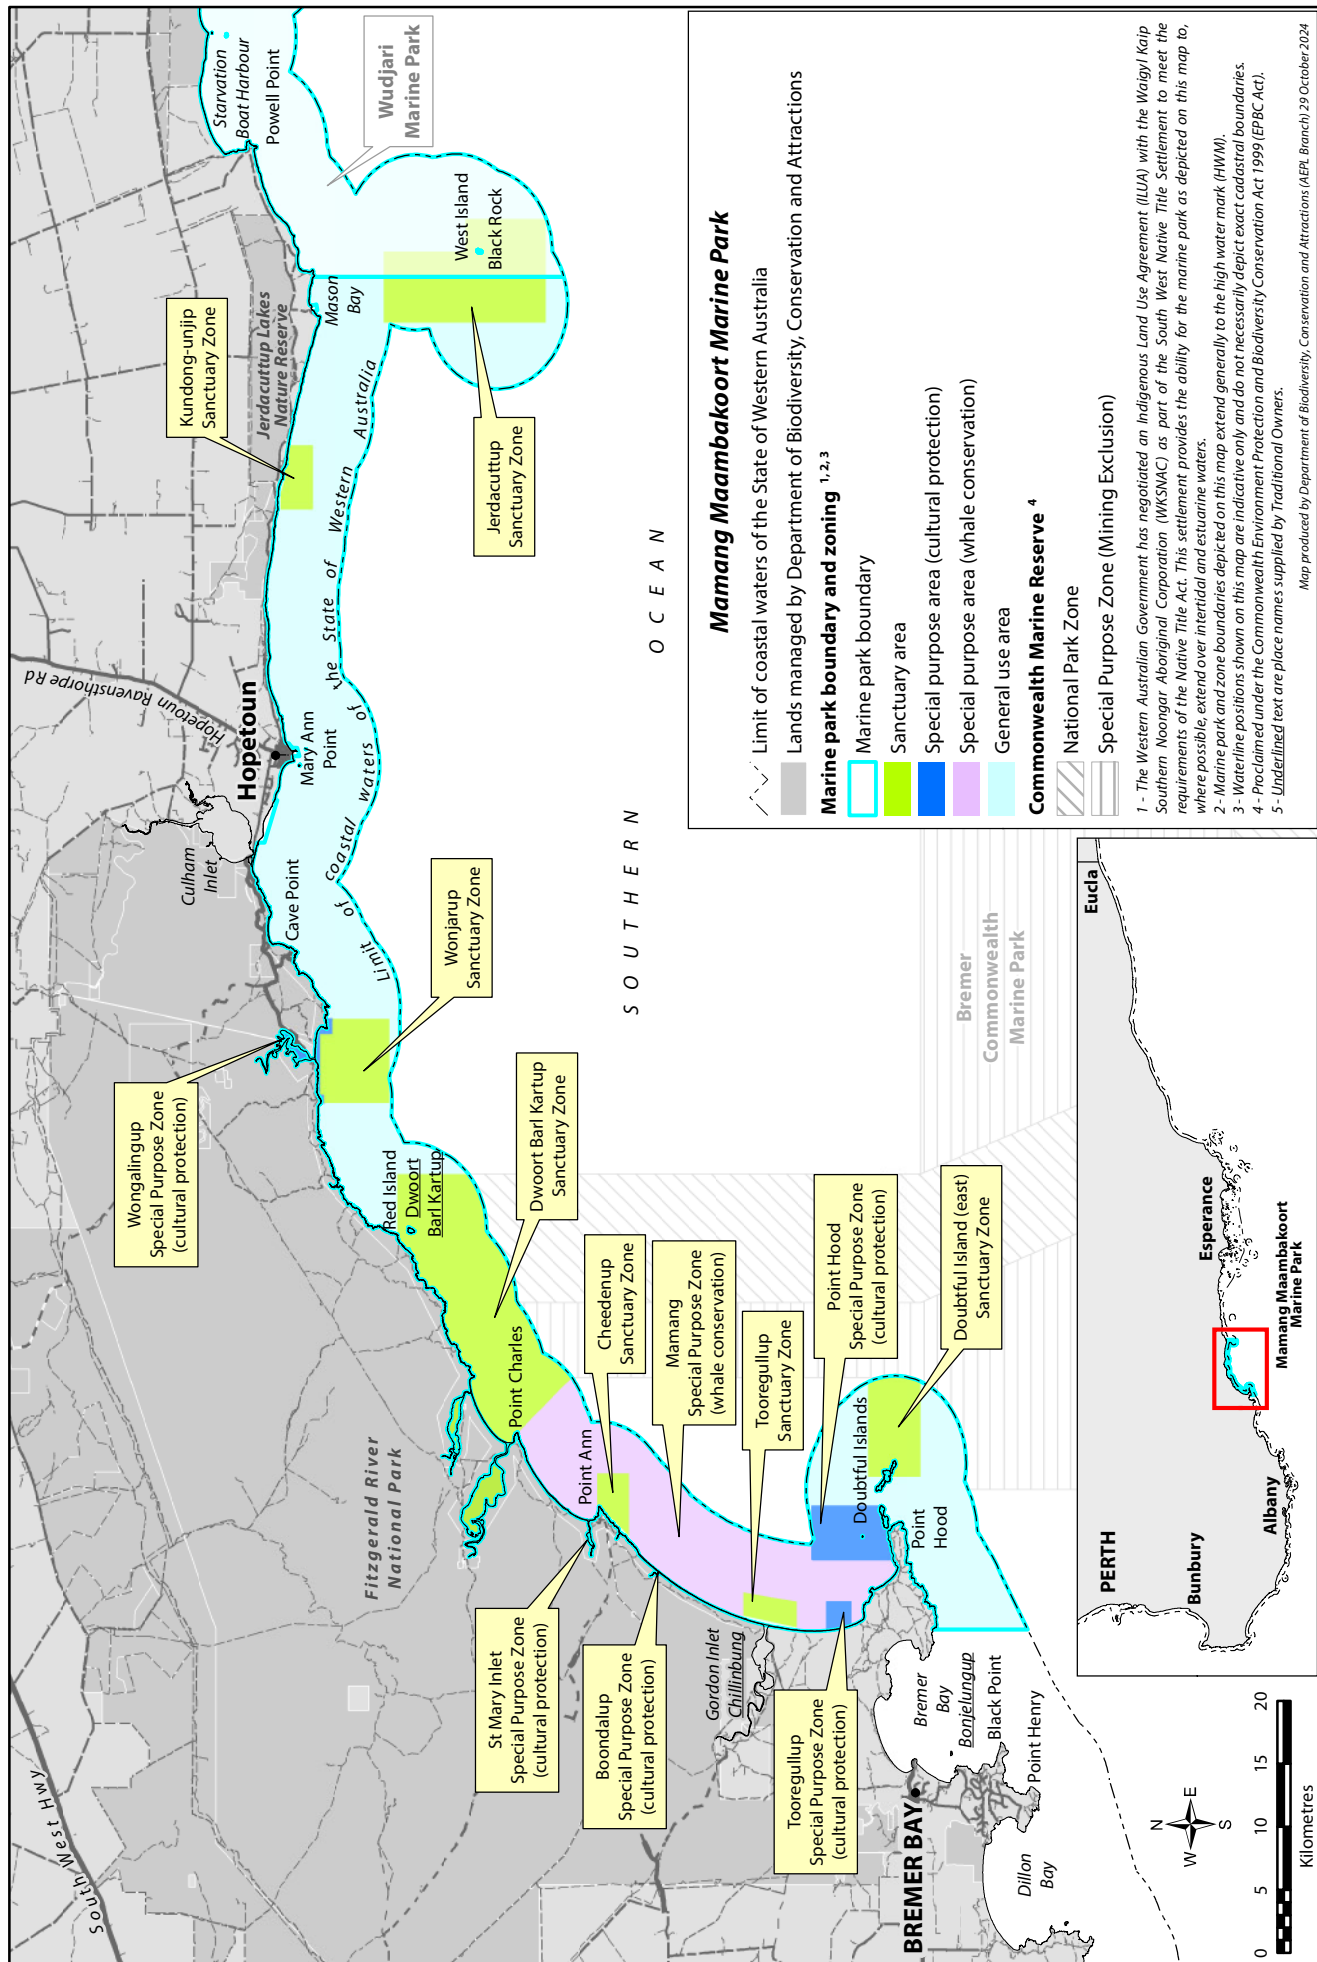 South West Hwy
Hopetoun Ravensthorpe Rd
Starvation
Boat Harbour
Powell Point
Wudjari
Marine Park
West Island
Black Rock
Mason
Bay
Jerdacuttup Lakes
Nature Reserve
Kundong-unjip
Sanctuary Zone
Jerdacuttup
Sanctuary Zone
Hopetoun
Mary Ann
Point
Culham
Inlet
Cave Point
Limit of coastal waters of the State of Western Australia
Wonjarup
Sanctuary Zone
Wongalingup
Special Purpose Zone
(cultural protection)
Red Island
Dwoort
Barl Kartup
Dwoort Barl Kartup
Sanctuary Zone
Point Charles
Fitzgerald River
National Park
Point Ann
Cheedenup
Sanctuary Zone
Mamang
Special Purpose Zone
(whale conservation)
Tooregullup
Sanctuary Zone
Point Hood
Special Purpose Zone
(cultural protection)
Doubtful Island (east)
Sanctuary Zone
Doubtful Islands
Point
Hood
St Mary Inlet
Special Purpose Zone
(cultural protection)
Boondalup
Special Purpose Zone
(cultural protection)
Gordon Inlet
Chillinbung
Tooregullup
Special Purpose Zone
(cultural protection)
Bremer
Bay
Bonjelungup
Black Point
Point Henry
BREMER BAY
Dillon
Bay
SOUTHERN OCEAN
Bremer
Commonwealth
Marine Park
Mamang Maambakoort Marine Park
Limit of coastal waters of the State of Western Australia
Lands managed by Department of Biodiversity, Conservation and Attractions
Marine park boundary and zoning 1, 2, 3
Marine park boundary
Sanctuary area
Special purpose area (cultural protection)
Special purpose area (whale conservation)
General use area
Commonwealth Marine Reserve 4
National Park Zone
Special Purpose Zone (Mining Exclusion)
1 - The Western Australian Government has negotiated an Indigenous Land Use Agreement (ILUA) with the Waigyl Kaip
Southern Noongar Aboriginal Corporation (WKSNAC) as part of the South West Native Title Settlement to meet the
requirements of the Native Title Act. This settlement provides the ability for the marine park as depicted on this map to,
where possible, extend over intertidal and estuarine waters.
2 - Marine park and zone boundaries depicted on this map extend generally to the high water mark (HWM).
3 - Waterline positions shown on this map are indicative only and do not necessarily depict exact cadastral boundaries.
4 - Proclaimed under the Commonwealth Environment Protection and Biodiversity Conservation Act 1999 (EPBC Act).
5 - Underlined text are place names supplied by Traditional Owners.
Map produced by Department of Biodiversity, Conservation and Attractions (AEPL Branch) 29 October 2024
PERTH
Bunbury
Albany
Esperance
Eucla
Mamang Maambakoort
Marine Park
N
W
E
S
0 5 10 15 20
Kilometres